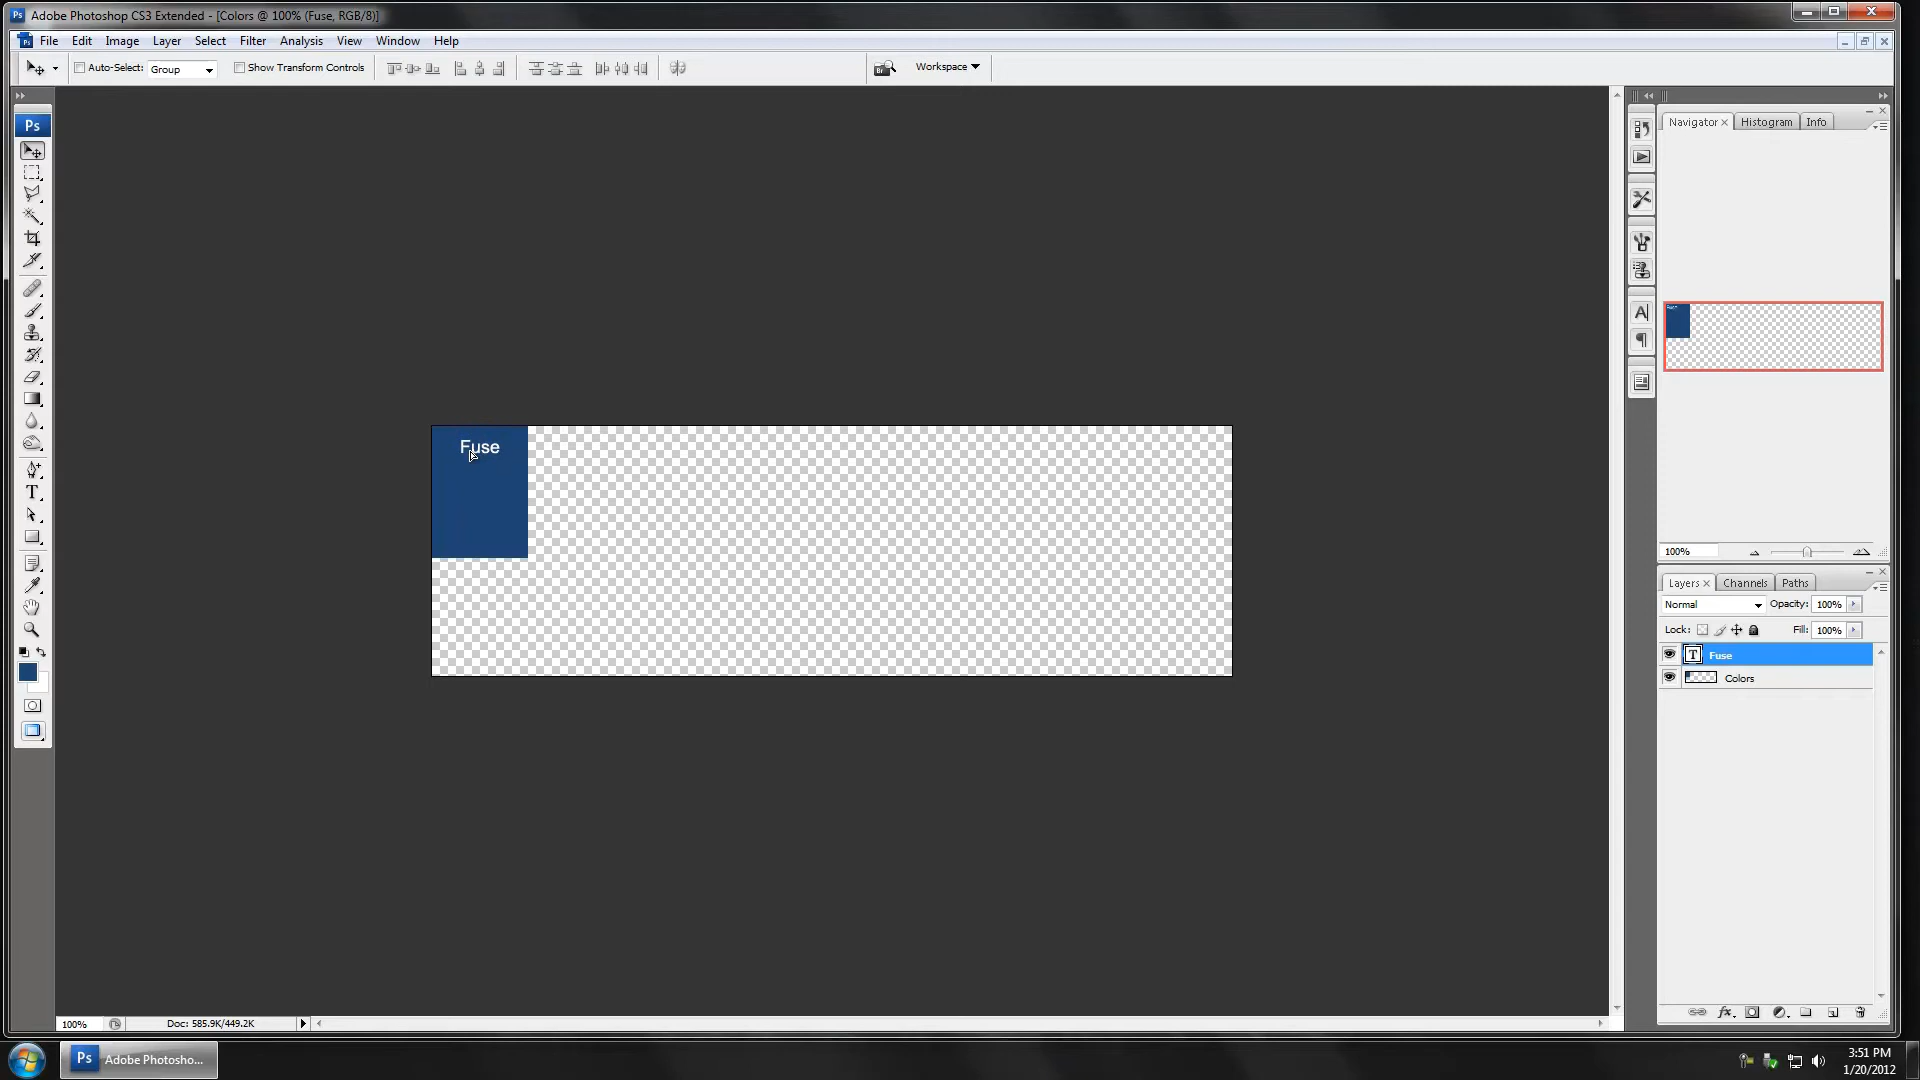 Adobe Photoshop CS3 Extended - [Colors @ 100% (Fuse, RGB/8)]
File Edit Image Layer Select Filter Analysis View Window Help
Auto-Select: Group Show Transform Controls Workspace
Ps
Navigator Histogram Info
Fuse
100%
Layers Channels Paths
Normal Opacity: 100%
Lock: Fill: 100%
T Fuse
Colors
100% Doc: 585.9K/449.2K
Ps Adobe Photosho...
3:51 PM
1/20/2012